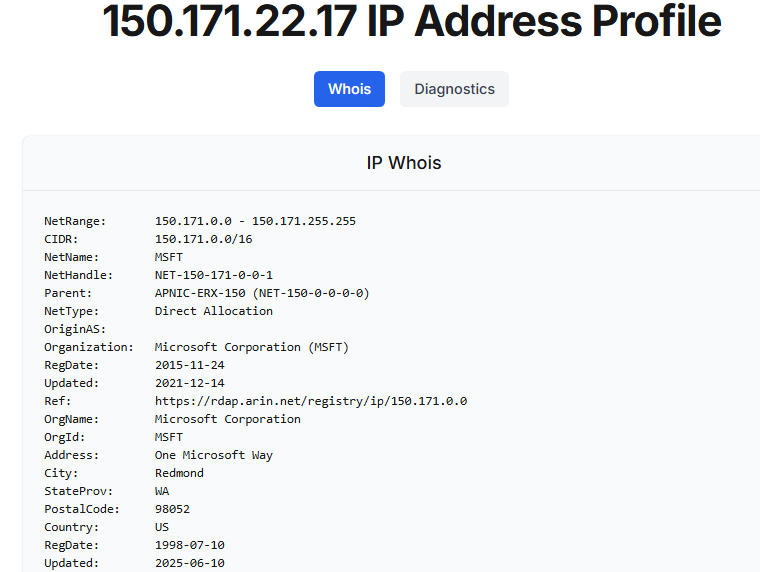 150.171.22.17 IP Address Profile
Whois Diagnostics
IP Whois
NetRange: 150.171.0.0 - 150.171.255.255
CIDR: 150.171.0.0/16
NetName: MSFT
NetHandle: NET-150-171-0-0-1
Parent: APNIC-ERX-150 (NET-150-0-0-0-0)
NetType: Direct Allocation
OriginAS:
Organization: Microsoft Corporation (MSFT)
RegDate: 2015-11-24
Updated: 2021-12-14
Ref: https://rdap.arin.net/registry/ip/150.171.0.0
OrgName: Microsoft Corporation
OrgId: MSFT
Address: One Microsoft Way
City: Redmond
StateProv: WA
PostalCode: 98052
Country: US
RegDate: 1998-07-10
Updated: 2025-06-10